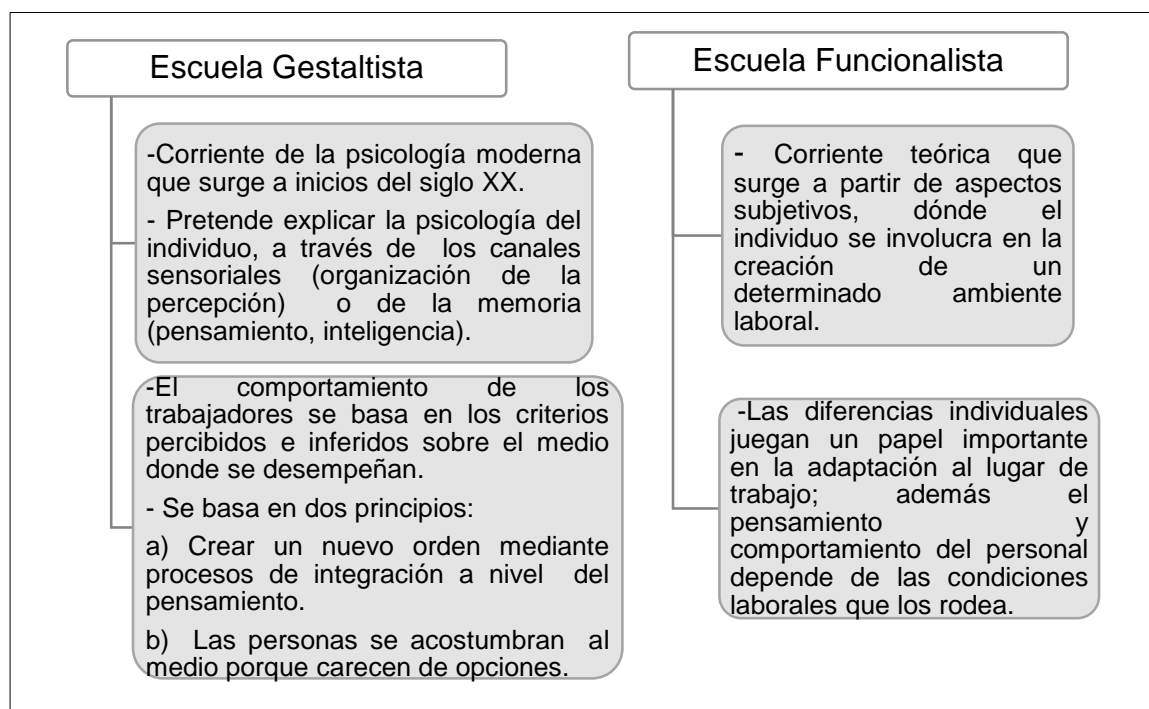 Escuela Gestaltista
-Corriente de la psicología moderna
que surge a inicios del siglo XX.
- Pretende explicar la psicología del
individuo, a través de los canales
sensoriales (organización de la
percepción) o de la memoria
(pensamiento, inteligencia).
-El comportamiento de los
trabajadores se basa en los criterios
percibidos e inferidos sobre el medio
donde se desempeñan.
- Se basa en dos principios:
a) Crear un nuevo orden mediante
procesos de integración a nivel del
pensamiento.
b) Las personas se acostumbran al
medio porque carecen de opciones.
Escuela Funcionalista
- Corriente teórica que
surge a partir de aspectos
subjetivos, dónde el
individuo se involucra en la
creación de un
determinado ambiente
laboral.
-Las diferencias individuales
juegan un papel importante
en la adaptación al lugar de
trabajo; además el
pensamiento y
comportamiento del personal
depende de las condiciones
laborales que los rodea.